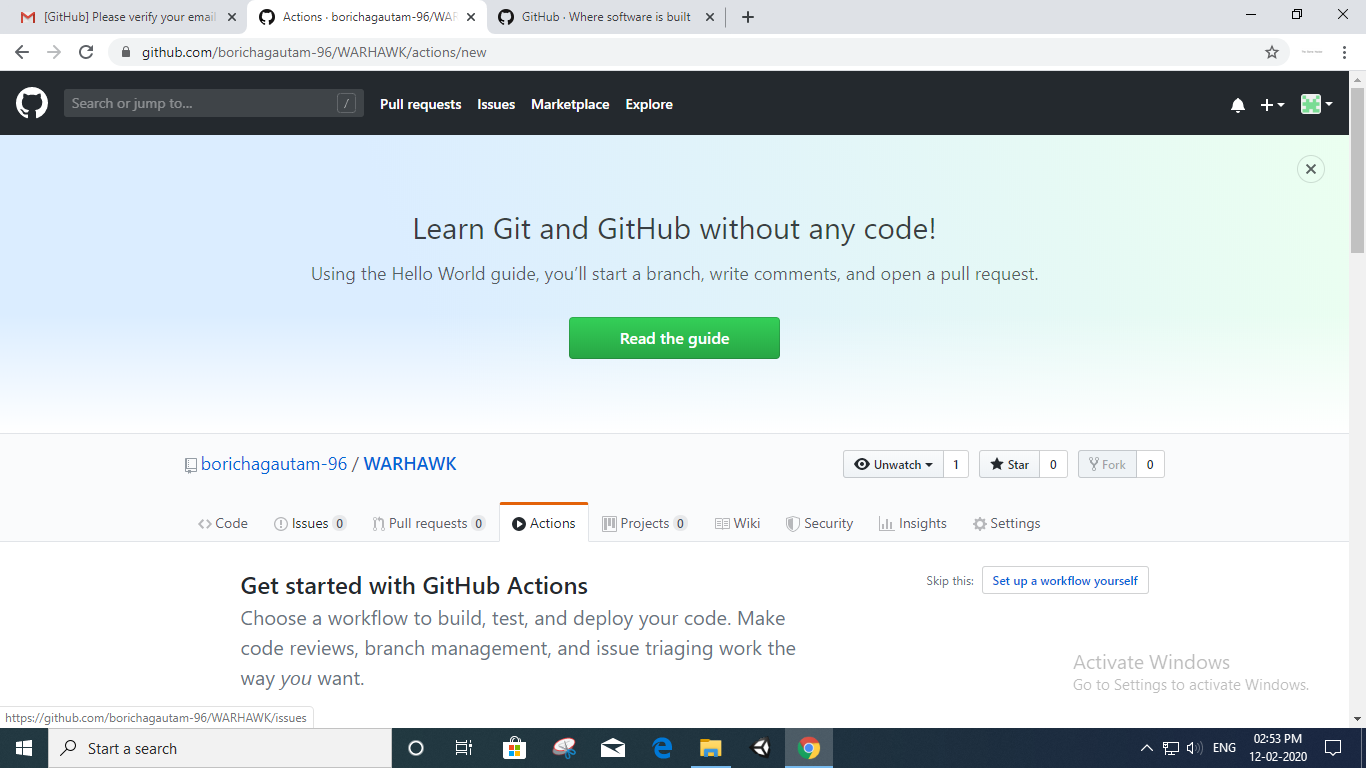 [GitHub] Please verify your email
Actions · borichagautam-96/WAR
GitHub · Where software is built
github.com/borichagautam-96/WARHAWK/actions/new
Search or jump to... /
Pull requests Issues Marketplace Explore
Learn Git and GitHub without any code!
Using the Hello World guide, you’ll start a branch, write comments, and open a pull request.
Read the guide
borichagautam-96 / WARHAWK
Unwatch 1 Star 0 Fork 0
Code Issues 0 Pull requests 0 Actions Projects 0 Wiki Security Insights Settings
Get started with GitHub Actions
Skip this: Set up a workflow yourself
Choose a workflow to build, test, and deploy your code. Make
code reviews, branch management, and issue triaging work the
way you want.
Activate Windows
Go to Settings to activate Windows.
https://github.com/borichagautam-96/WARHAWK/issues
Start a search
ENG
02:53 PM
12-02-2020